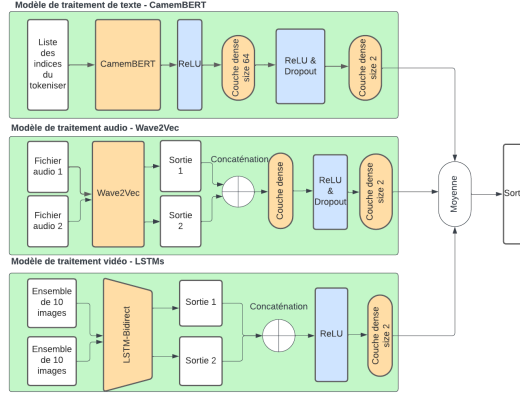 Modèle de traitement de texte - CamemBERT
Liste
des
indices
du
tokeniser
CamemBERT
ReLU
Couche dense
size 64
ReLU &
Dropout
Couche dense
size 2
Modèle de traitement audio - Wave2Vec
Fichier
audio 1
Fichier
audio 2
Wave2Vec
Sortie
1
Sortie
2
Concaténation
Couche dense
ReLU
&
Dropout
Couche dense
size 2
Moyenne
Sort
Modèle de traitement vidéo - LSTMs
Ensemble
de 10
images
Ensemble
de 10
images
LSTM-Bidirect
Sortie 1
Sortie 2
Concaténation
ReLU
Couche dense
size 2